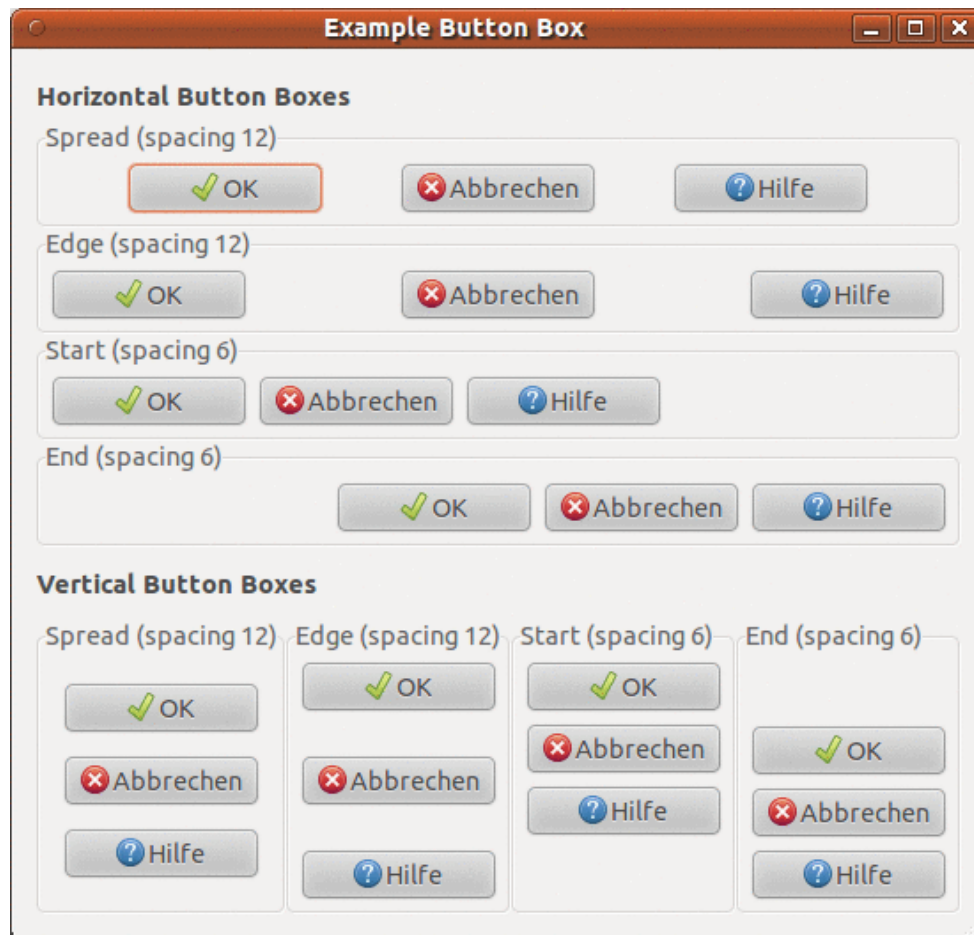 Example Button Box
Horizontal Button Boxes
Spread (spacing 12)
OK Abbrechen Hilfe
Edge (spacing 12)
OK Abbrechen Hilfe
Start (spacing 6)
OK Abbrechen Hilfe
End (spacing 6)
OK Abbrechen Hilfe
Vertical Button Boxes
Spread (spacing 12)
OK
Abbrechen
Hilfe
Edge (spacing 12)
OK
Abbrechen
Hilfe
Start (spacing 6)
OK
Abbrechen
Hilfe
End (spacing 6)
OK
Abbrechen
Hilfe